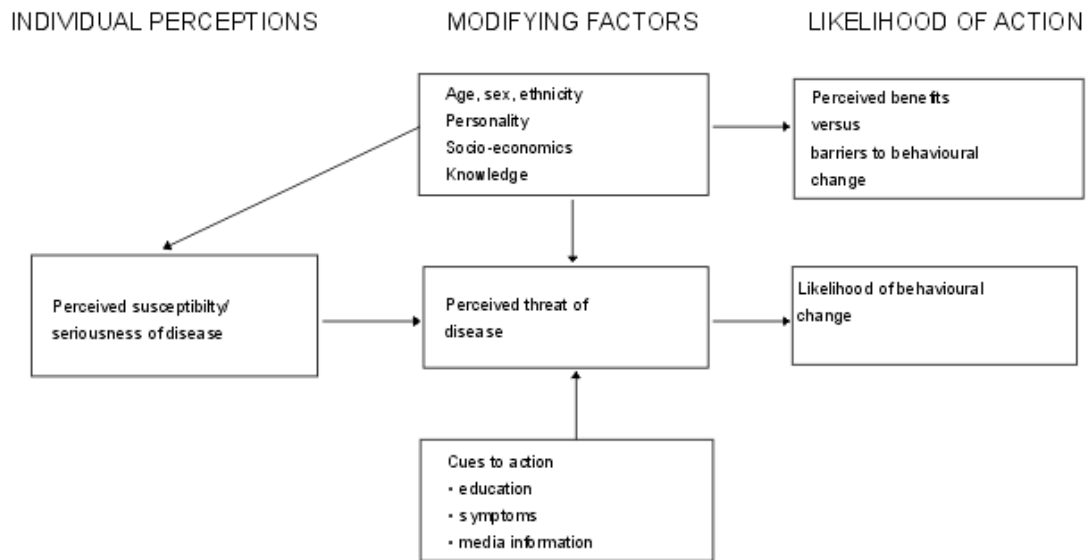 INDIVIDUAL PERCEPTIONS
MODIFYING FACTORS
LIKELIHOOD OF ACTION
Age, sex, ethnicity
Personality
Socio-economics
Knowledge
Perceived benefits
versus
barriers to behavioural
change
Perceived susceptibilty/
seriousness of disease
Perceived threat of
disease
Likelihood of behavioural
change
Cues to action
• education
• symptoms
• media information